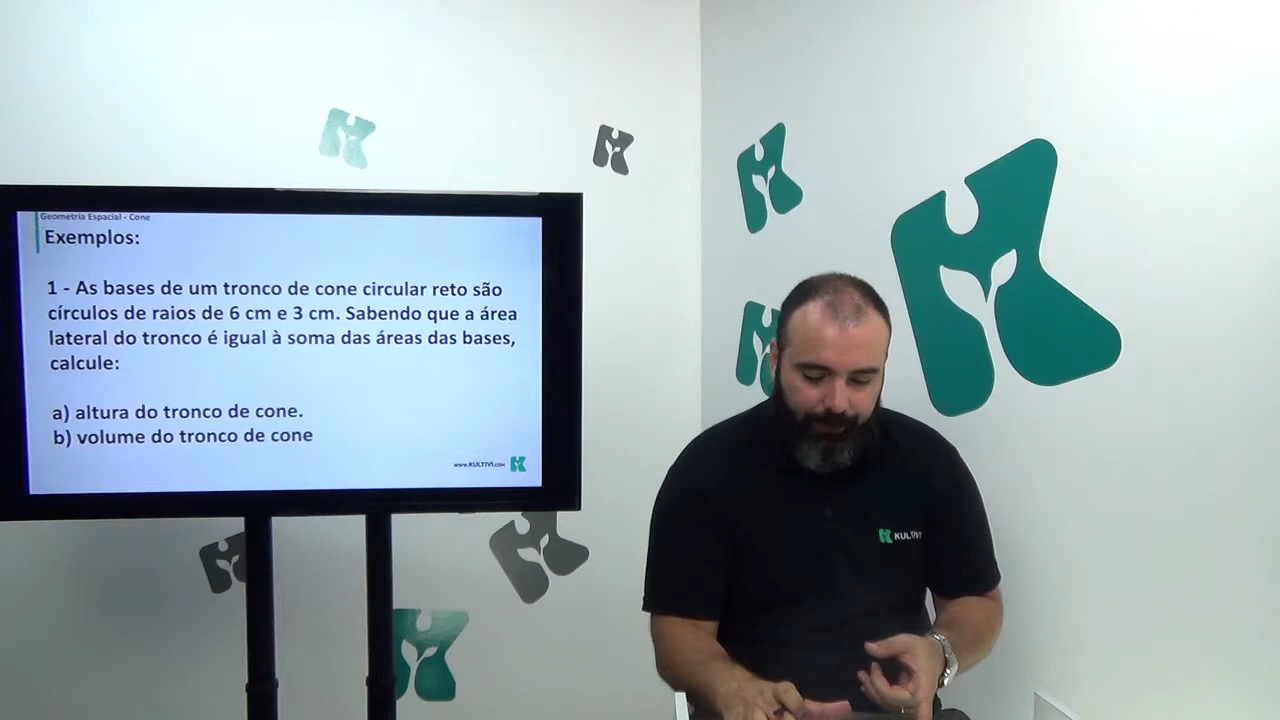 Geometria Espacial - Cone
Exemplos:
1 - As bases de um tronco de cone circular reto são
círculos de raios de 6 cm e 3 cm. Sabendo que a área
lateral do tronco é igual à soma das áreas das bases,
calcule:
a) altura do tronco de cone.
b) volume do tronco de cone
www.KULTIVI.com
KULTIVI